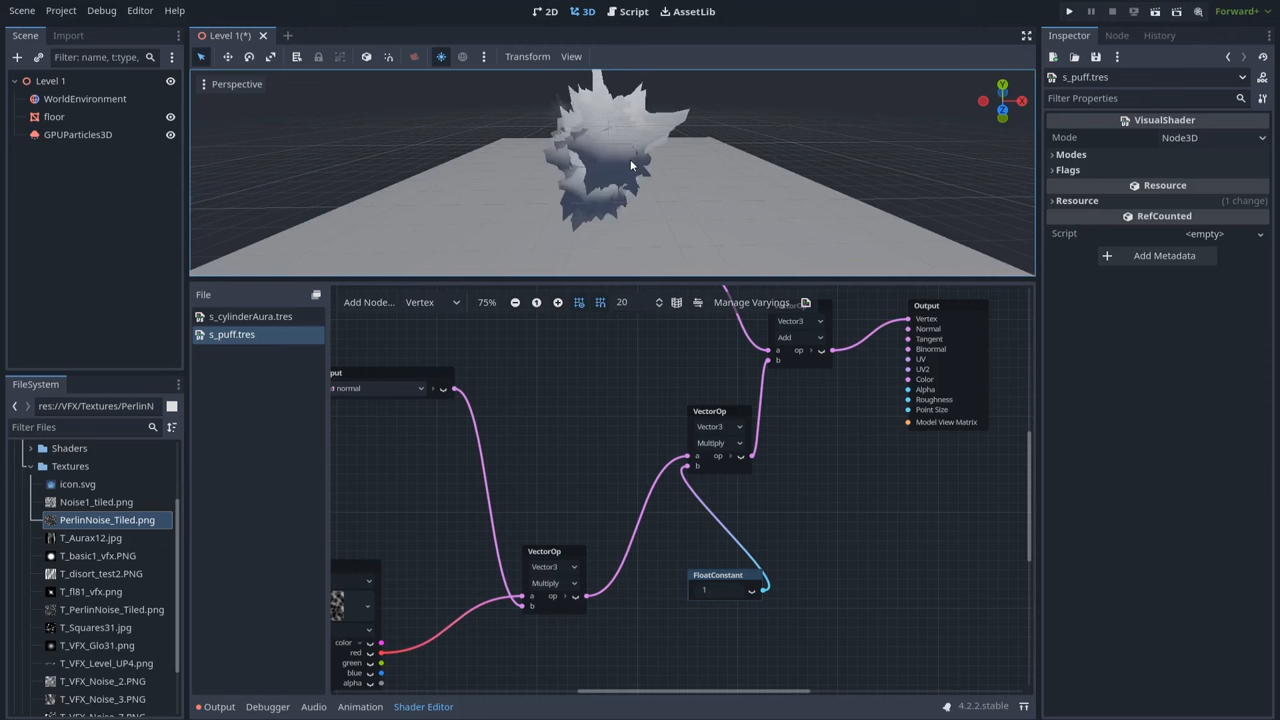 Scene Project Debug Editor Help
2D 3D Script AssetLib
Forward+
Scene Import
Level 1(*)
Inspector Node History
Filter: name, t:type,
Transform View
s_puff.tres
Level 1
Perspective
Y
X
Z
Filter Properties
WorldEnvironment
floor
GPUParticles3D
VisualShader
Mode Node3D
Modes
Flags
Resource
Resource (1 change)
RefCounted
Script <empty>
Add Metadata
File
Add Node... Vertex 75% 20 Manage Varyings
s_cylinderAura.tres
s_puff.tres
Vector3
Add
a op
b
Output
Vertex
Normal
Tangent
Binormal
UV
UV2
Color
Alpha
Roughness
Point Size
Model View Matrix
put
normal
VectorOp
Vector3
Multiply
a op
b
VectorOp
Vector3
Multiply
a op
b
FloatConstant
1
color
red
green
blue
alpha
FileSystem
res://VFX/Textures/PerlinN
Filter Files
Shaders
Textures
icon.svg
Noise1_tiled.png
PerlinNoise_Tiled.png
T_Aurax12.jpg
T_basic1_vfx.PNG
T_disort_test2.PNG
T_fl81_vfx.png
T_PerlinNoise_Tiled.png
T_Squares31.jpg
T_VFX_Glo31.png
T_VFX_Level_UP4.png
T_VFX_Noise_2.PNG
T_VFX_Noise_3.PNG
Output Debugger Audio Animation Shader Editor
4.2.2.stable